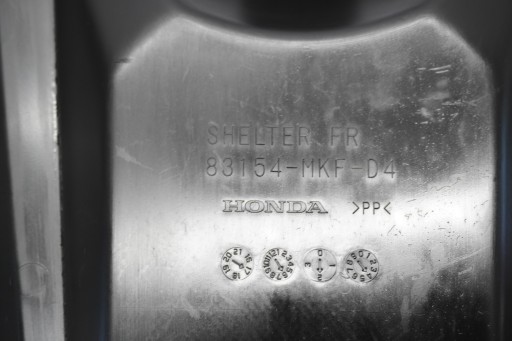 SHELTER FR
83154-MKF-D4
HONDA >PP<